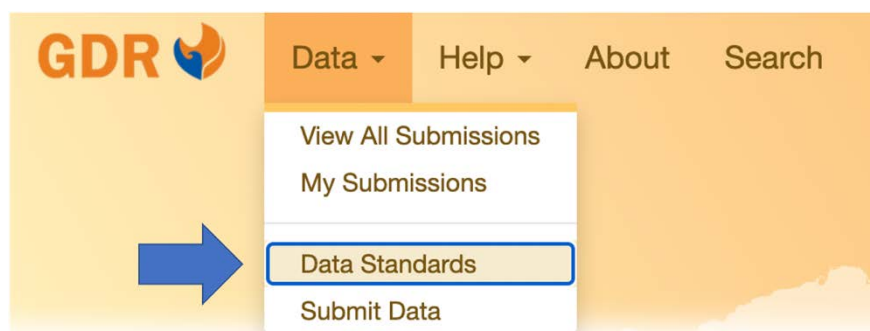 GDR Data Help About Search
View All Submissions
My Submissions
Data Standards
Submit Data